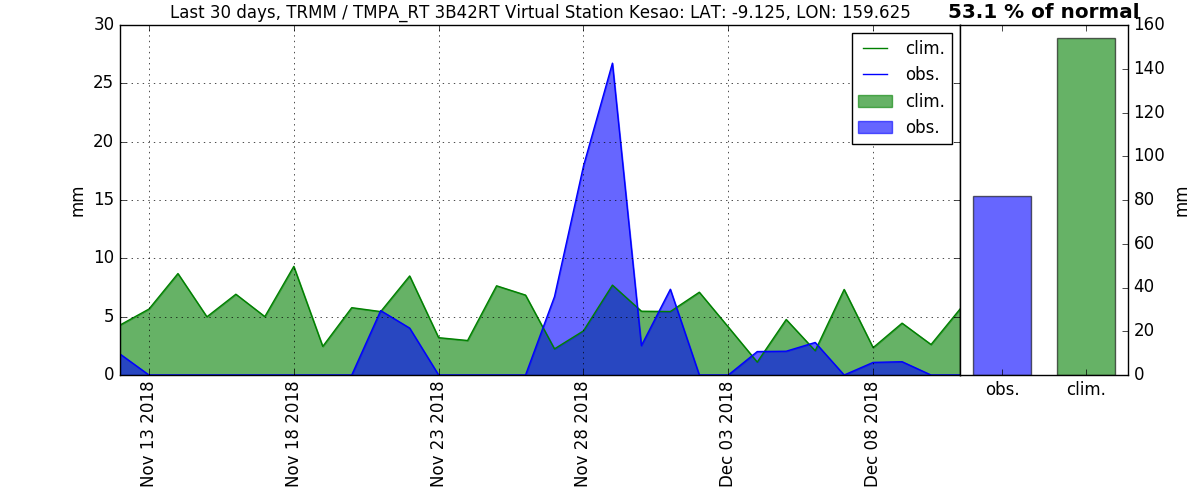 Last 30 days, TRMM / TMPA_RT 3B42RT Virtual Station Kesao: LAT: -9.125, LON: 159.625
53.1 % of normal
mm
30
25
20
15
10
5
0
clim.
obs.
clim.
obs.
Nov 13 2018
Nov 18 2018
Nov 23 2018
Nov 28 2018
Dec 03 2018
Dec 08 2018
160
140
120
100
80
60
40
20
0
mm
obs.
clim.